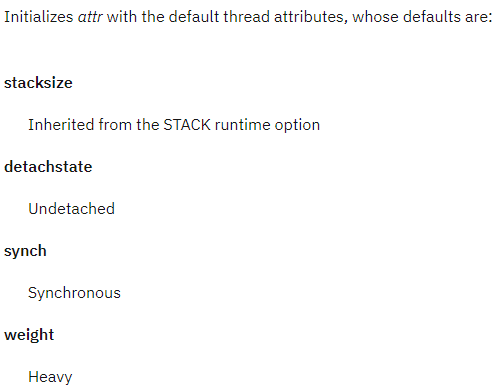 Initializes attr with the default thread attributes, whose defaults are:
stacksize
Inherited from the STACK runtime option
detachstate
Undetached
synch
Synchronous
weight
Heavy